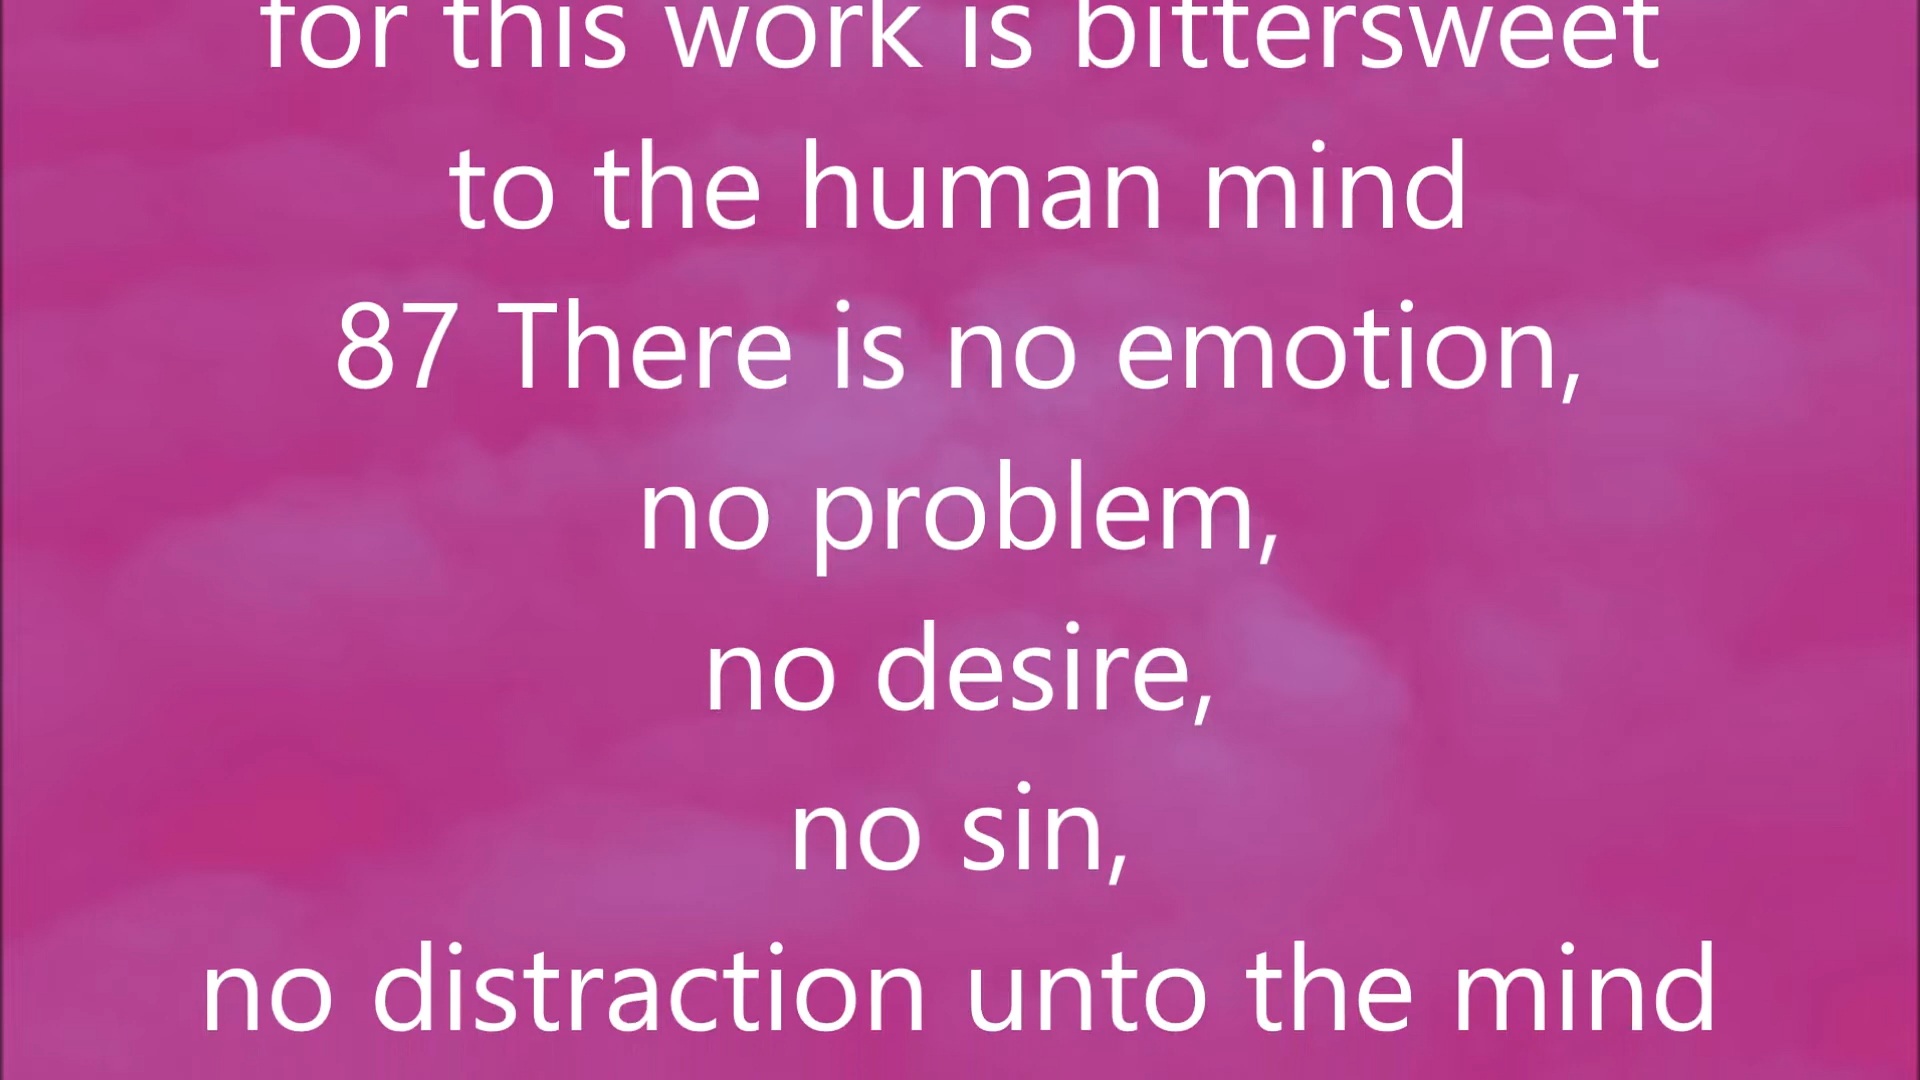 for this work is bittersweet
to the human mind
87 There is no emotion,
no problem,
no desire,
no sin,
no distraction unto the mind